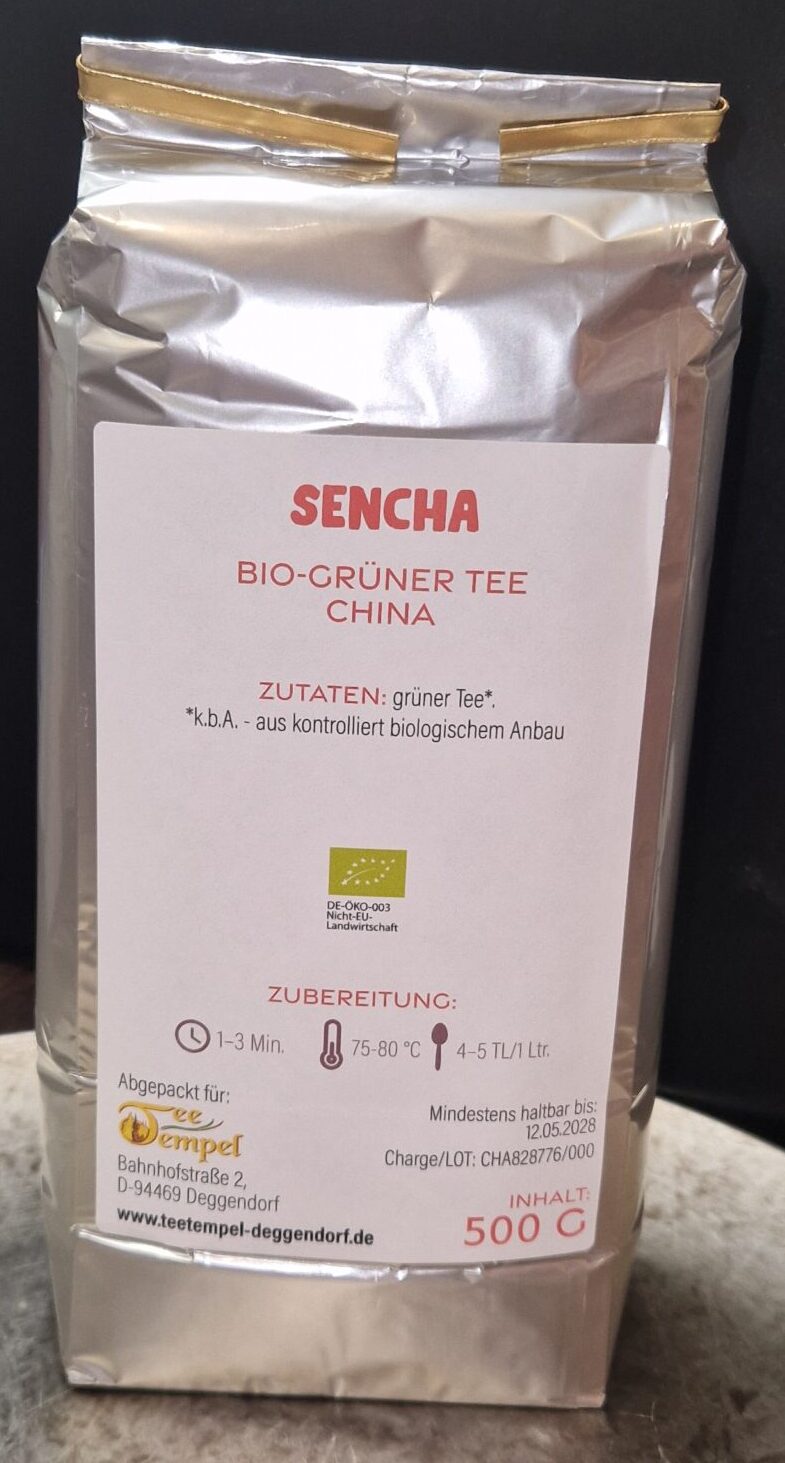 SENCHA
BIO-GRÜNER TEE
CHINA
ZUTATEN: grüner Tee*.
*k.b.A. - aus kontrolliert biologischem Anbau
DE-ÖKO-003
Nicht-EU-
Landwirtschaft
ZUBEREITUNG:
1–3 Min. 75-80 °C 4–5 TL/1 Ltr.
Abgepackt für:
Tee
Tempel
Bahnhofstraße 2,
D-94469 Deggendorf
www.teetempel-deggendorf.de
Mindestens haltbar bis:
12.05.2028
Charge/LOT: CHA828776/000
INHALT:
500 G